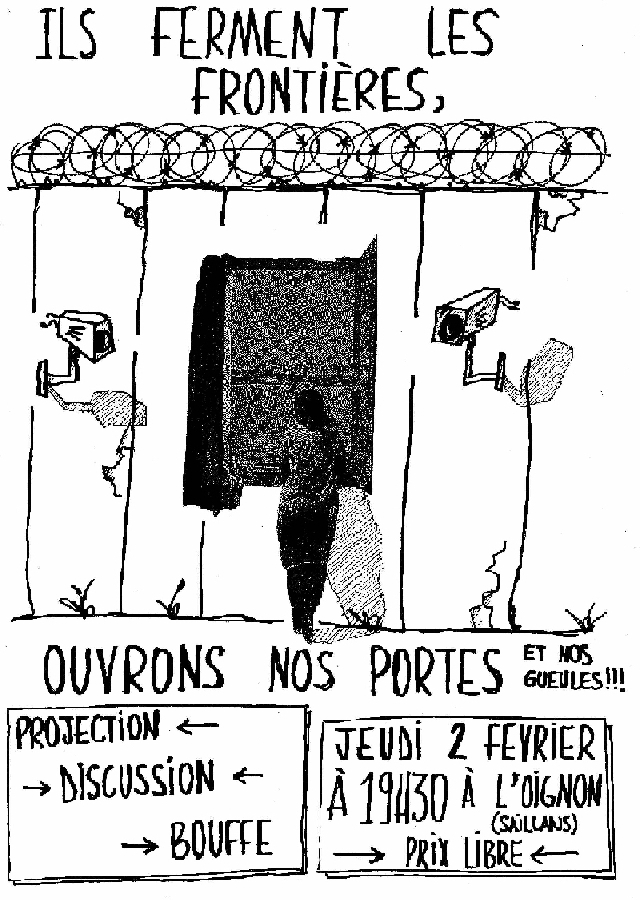 ILS FERMENT LES
FRONTIÈRES,
OUVRONS NOS PORTES ET NOS
GUEULES!!!
PROJECTION ←
→ DISCUSSION ←
→ BOUFFE
JEUDI 2 FEVRIER
À 19H30 À L'OIGNON
(SAILLANS)
→ PRIX LIBRE ←